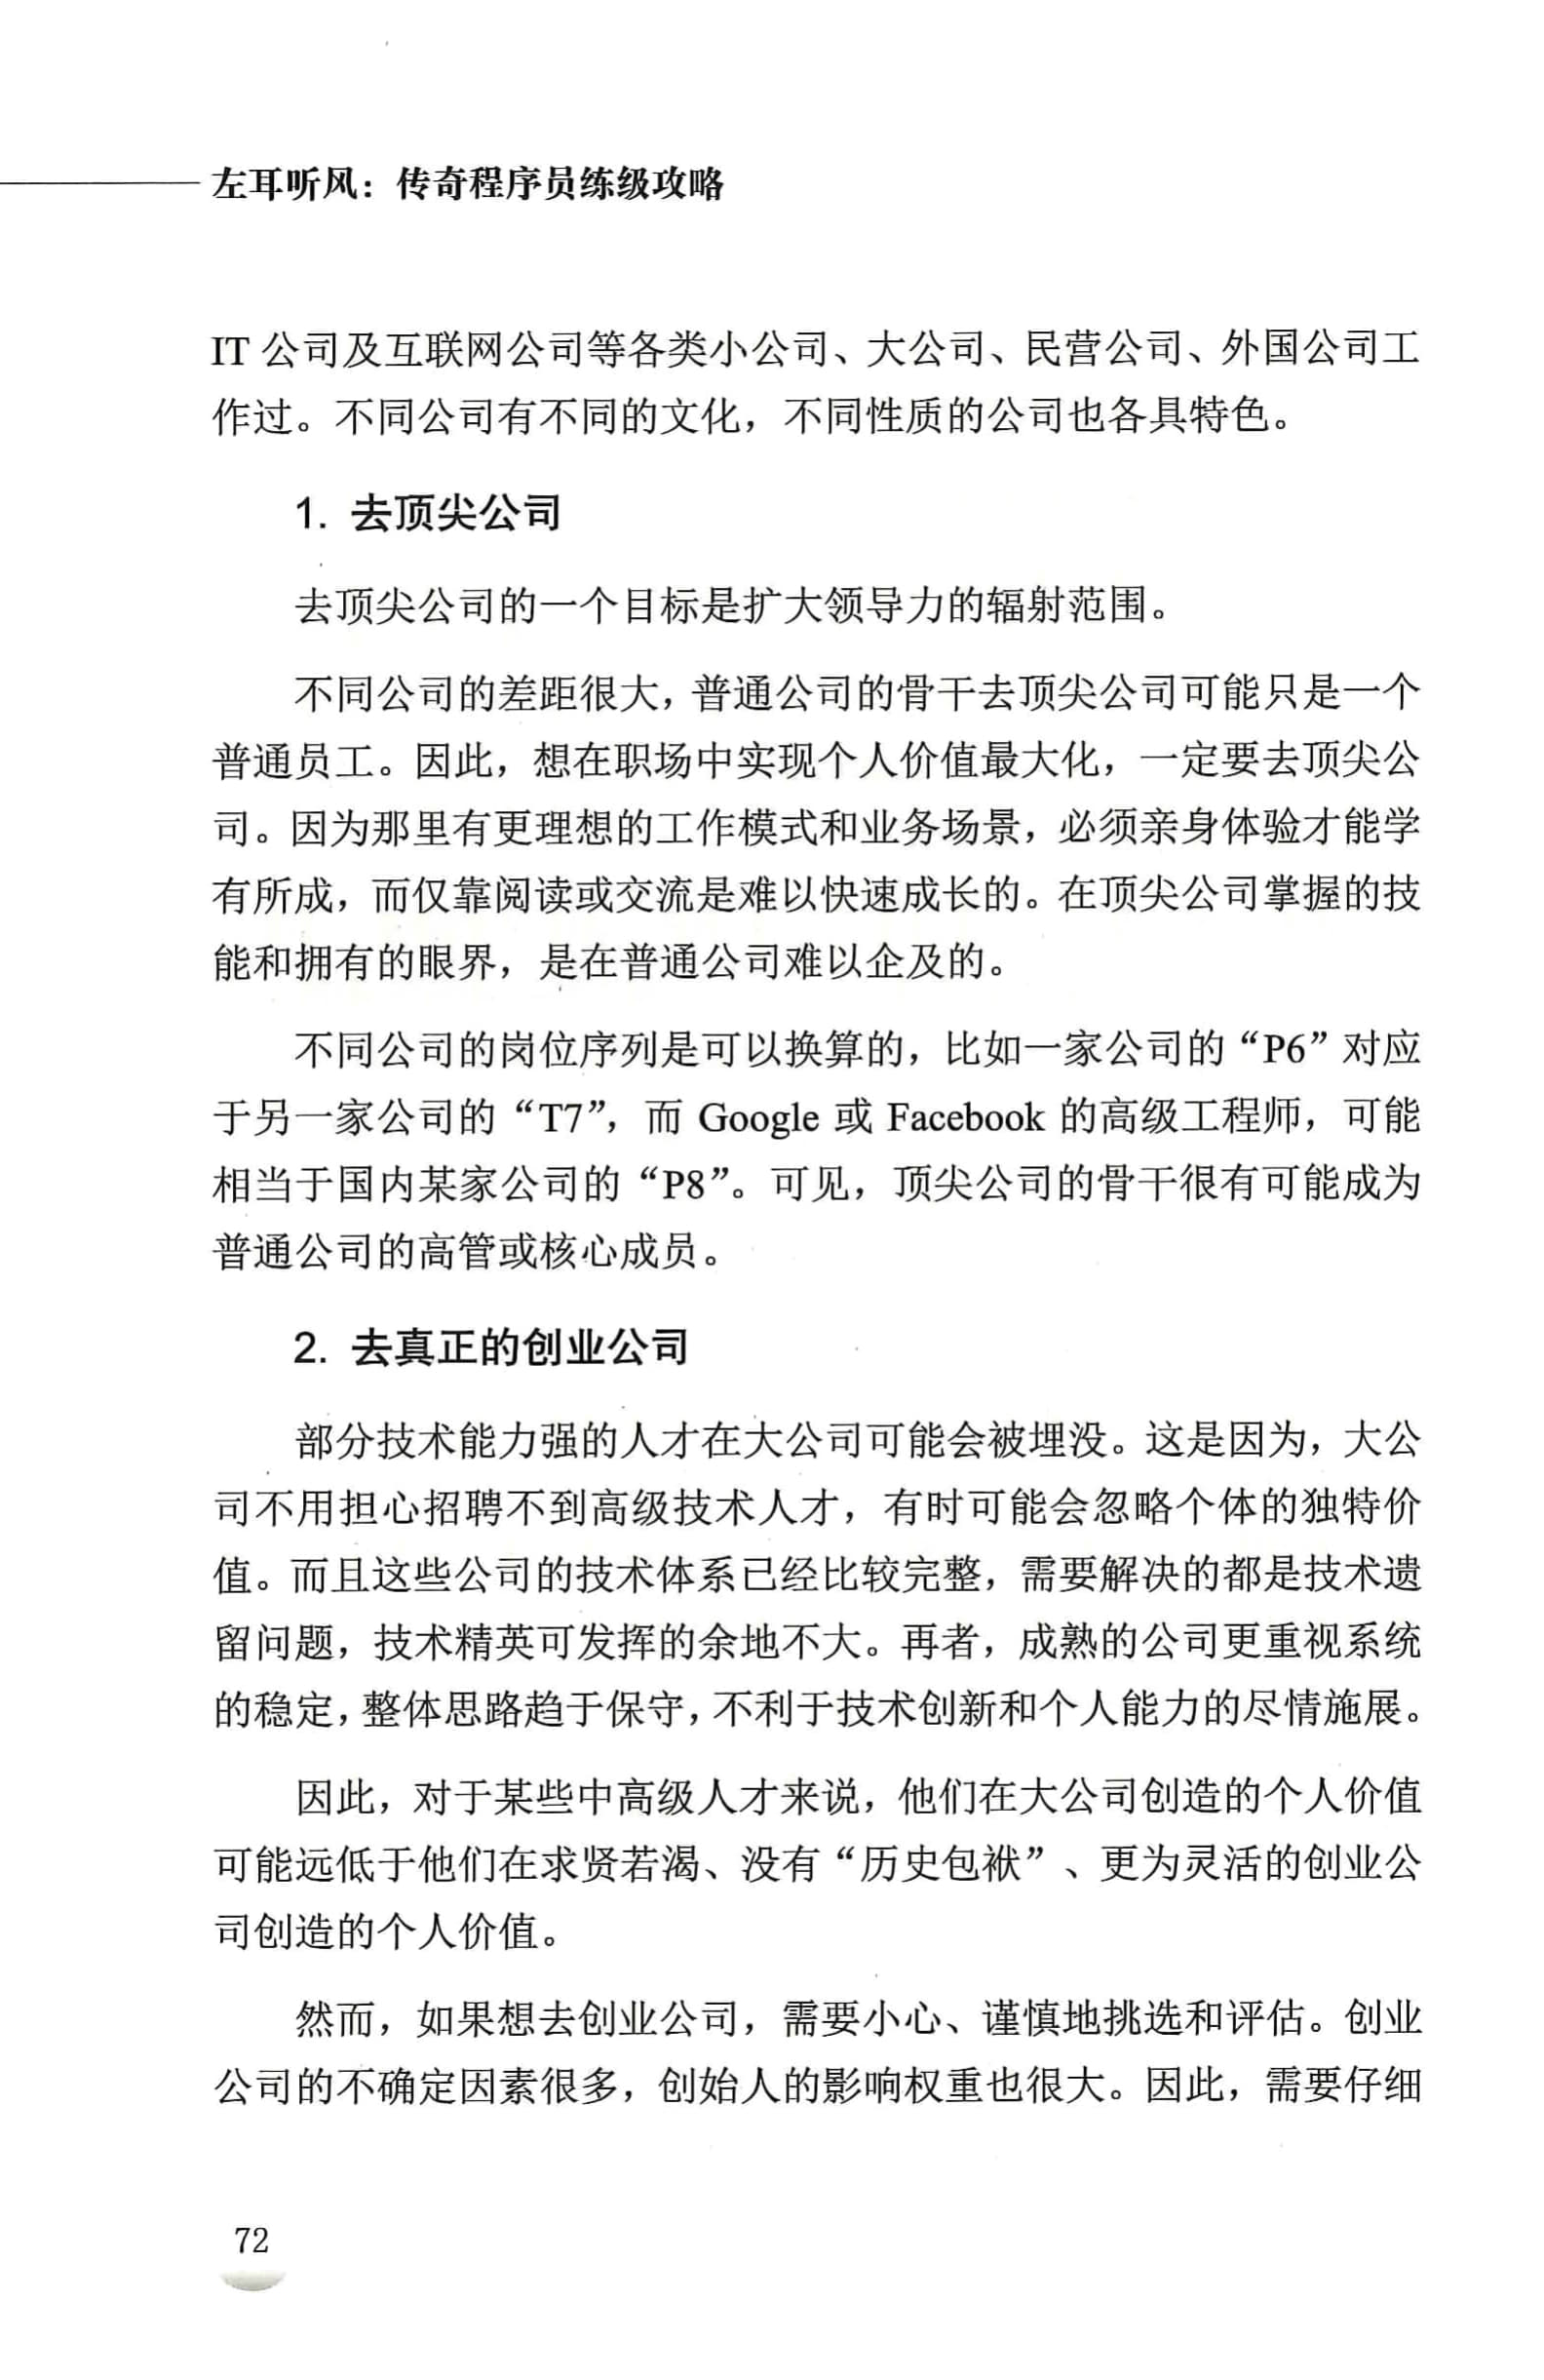 左耳听风：传奇程序员练级攻略
IT 公司及互联网公司等各类小公司、大公司、民营公司、外国公司工
作过。不同公司有不同的文化，不同性质的公司也各具特色。
1. 去顶尖公司
去顶尖公司的一个目标是扩大领导力的辐射范围。
不同公司的差距很大，普通公司的骨干去顶尖公司可能只是一个
普通员工。因此，想在职场中实现个人价值最大化，一定要去顶尖公
司。因为那里有更理想的工作模式和业务场景，必须亲身体验才能学
有所成，而仅靠阅读或交流是难以快速成长的。在顶尖公司掌握的技
能和拥有的眼界，是在普通公司难以企及的。
不同公司的岗位序列是可以换算的，比如一家公司的“P6”对应
于另一家公司的“T7”，而 Google 或 Facebook 的高级工程师，可能
相当于国内某家公司的“P8”。可见，顶尖公司的骨干很有可能成为
普通公司的高管或核心成员。
2. 去真正的创业公司
部分技术能力强的人才在大公司可能会被埋没。这是因为，大公
司不用担心招聘不到高级技术人才，有时可能会忽略个体的独特价
值。而且这些公司的技术体系已经比较完整，需要解决的都是技术遗
留问题，技术精英可发挥的余地不大。再者，成熟的公司更重视系统
的稳定，整体思路趋于保守，不利于技术创新和个人能力的尽情施展。
因此，对于某些中高级人才来说，他们在大公司创造的个人价值
可能远低于他们在求贤若渴、没有“历史包袱”、更为灵活的创业公
司创造的个人价值。
然而，如果想去创业公司，需要小心、谨慎地挑选和评估。创业
公司的不确定因素很多，创始人的影响权重也很大。因此，需要仔细
72